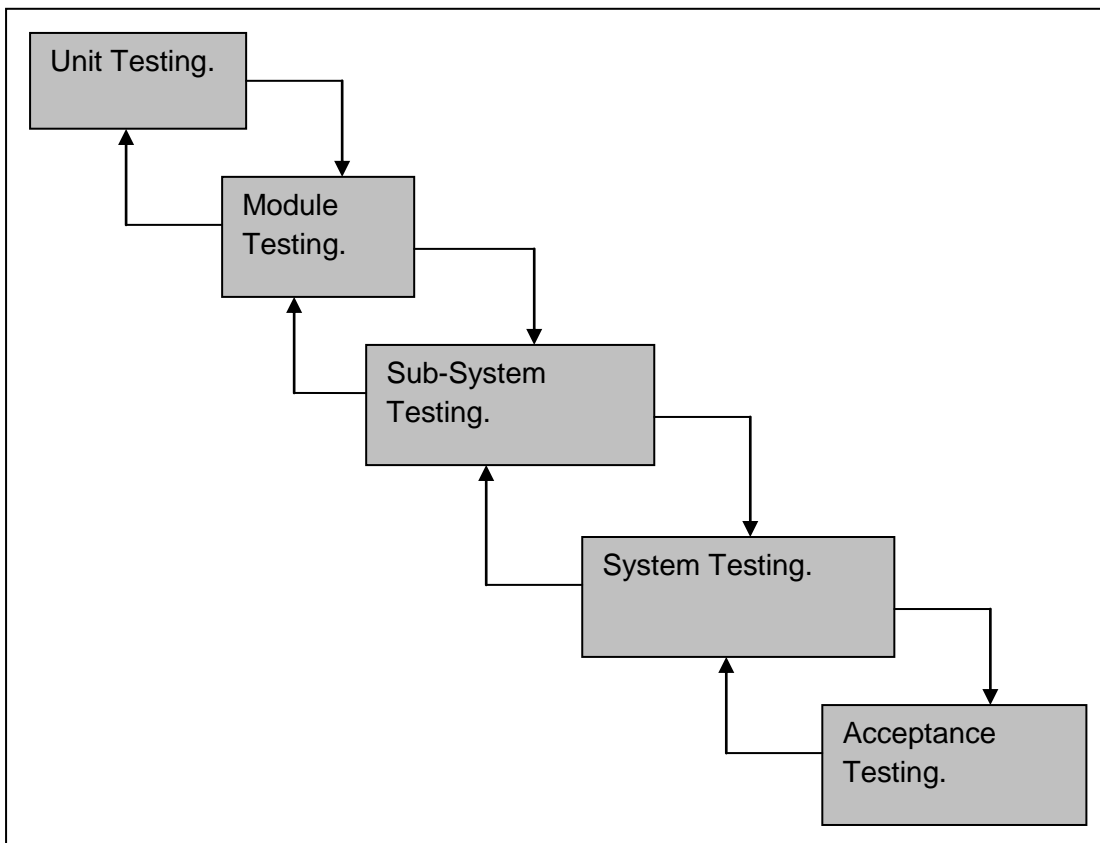 Unit Testing.
Module
Testing.
Sub-System
Testing.
System Testing.
Acceptance
Testing.